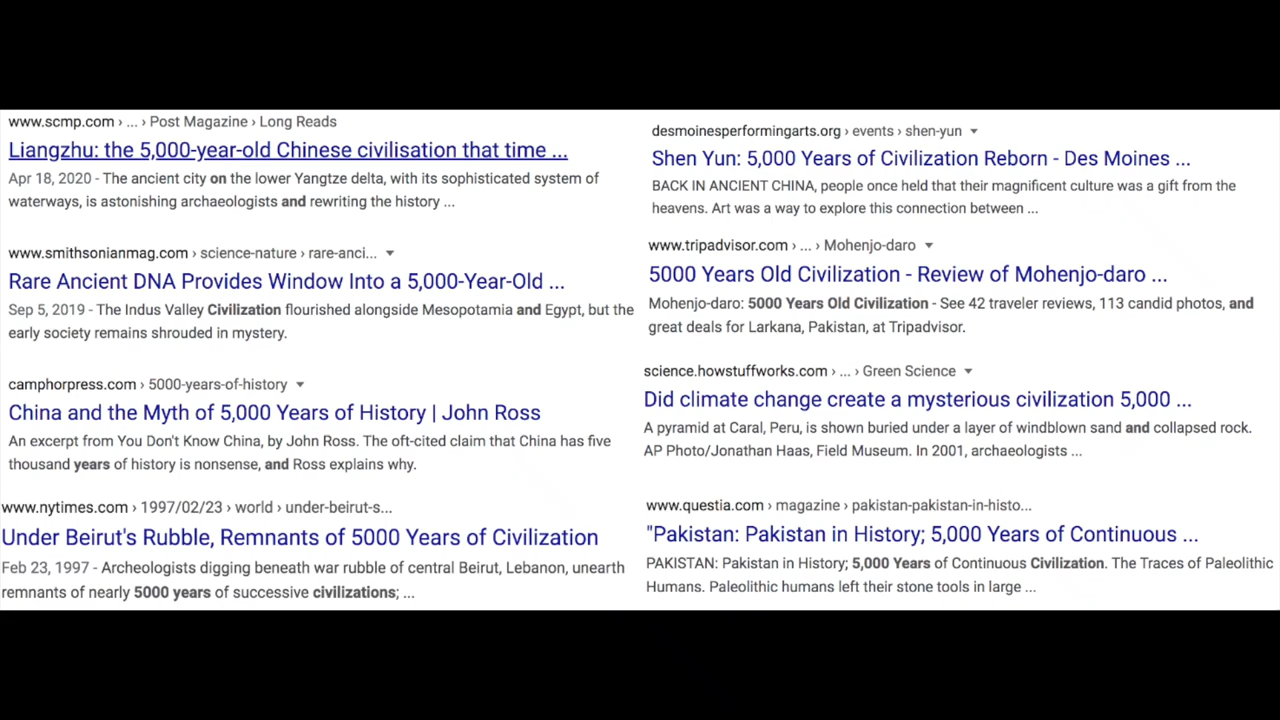 www.scmp.com › ... › Post Magazine › Long Reads
Liangzhu: the 5,000-year-old Chinese civilisation that time ...
Apr 18, 2020 - The ancient city on the lower Yangtze delta, with its sophisticated system of
waterways, is astonishing archaeologists and rewriting the history ...
www.smithsonianmag.com › science-nature › rare-anci...
Rare Ancient DNA Provides Window Into a 5,000-Year-Old ...
Sep 5, 2019 - The Indus Valley Civilization flourished alongside Mesopotamia and Egypt, but the
early society remains shrouded in mystery.
camphorpress.com › 5000-years-of-history
China and the Myth of 5,000 Years of History | John Ross
An excerpt from You Don't Know China, by John Ross. The oft-cited claim that China has five
thousand years of history is nonsense, and Ross explains why.
www.nytimes.com › 1997/02/23 › world › under-beirut-s...
Under Beirut's Rubble, Remnants of 5000 Years of Civilization
Feb 23, 1997 - Archeologists digging beneath war rubble of central Beirut, Lebanon, unearth
remnants of nearly 5000 years of successive civilizations; ...
desmoinesperformingarts.org › events › shen-yun
Shen Yun: 5,000 Years of Civilization Reborn - Des Moines ...
BACK IN ANCIENT CHINA, people once held that their magnificent culture was a gift from the
heavens. Art was a way to explore this connection between ...
www.tripadvisor.com › ... › Mohenjo-daro
5000 Years Old Civilization - Review of Mohenjo-daro ...
Mohenjo-daro: 5000 Years Old Civilization - See 42 traveler reviews, 113 candid photos, and
great deals for Larkana, Pakistan, at Tripadvisor.
science.howstuffworks.com › ... › Green Science
Did climate change create a mysterious civilization 5,000 ...
A pyramid at Caral, Peru, is shown buried under a layer of windblown sand and collapsed rock.
AP Photo/Jonathan Haas, Field Museum. In 2001, archaeologists ...
www.questia.com › magazine › pakistan-pakistan-in-histo...
"Pakistan: Pakistan in History; 5,000 Years of Continuous ...
PAKISTAN: Pakistan in History; 5,000 Years of Continuous Civilization. The Traces of Paleolithic
Humans. Paleolithic humans left their stone tools in large ...